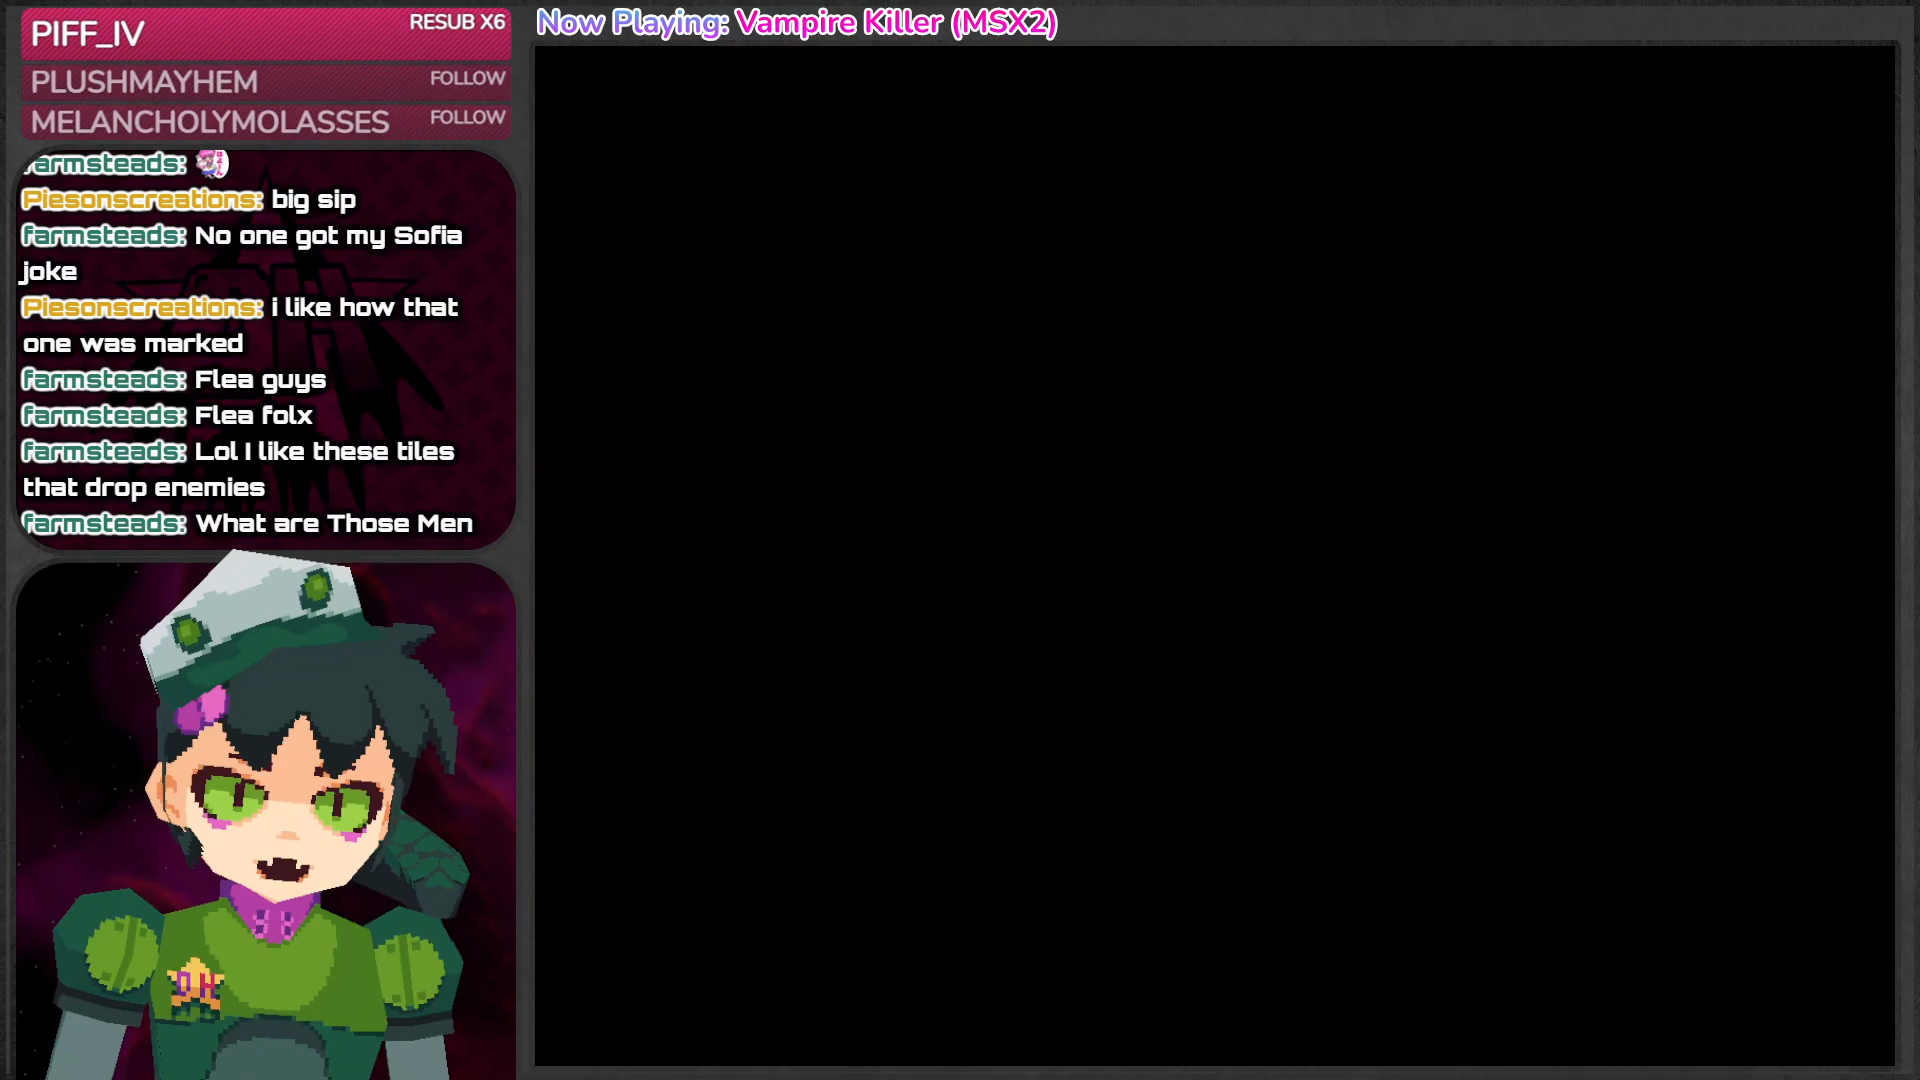 PIFF_IV RESUB X6
PLUSHMAYHEM FOLLOW
MELANCHOLYMOLASSES FOLLOW
farmsteads:
Piesonscreations: big sip
farmsteads: No one got my Sofia
joke
Piesonscreations: i like how that
one was marked
farmsteads: Flea guys
farmsteads: Flea folx
farmsteads: Lol I like these tiles
that drop enemies
farmsteads: What are Those Men
Now Playing: Vampire Killer (MSX2)